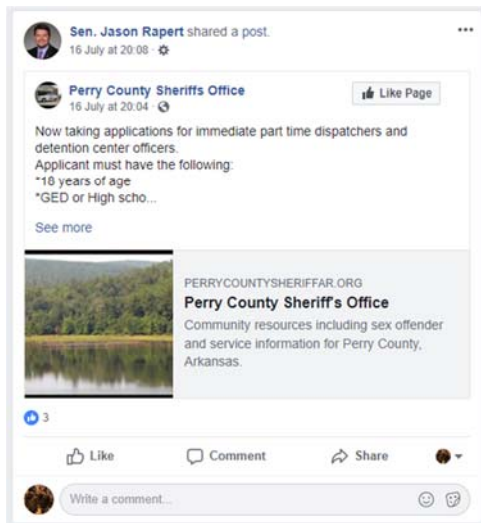 Sen. Jason Rapert shared a post.
16 July at 20:08 ·
Perry County Sheriffs Office
16 July at 20:04 ·
Like Page
Now taking applications for immediate part time dispatchers and
detention center officers.
Applicant must have the following:
*18 years of age
*GED or High scho...
See more
PERRYCOUNTYSHERIFFAR.ORG
Perry County Sheriff's Office
Community resources including sex offender
and service information for Perry County,
Arkansas.
3
Like Comment Share
Write a comment...